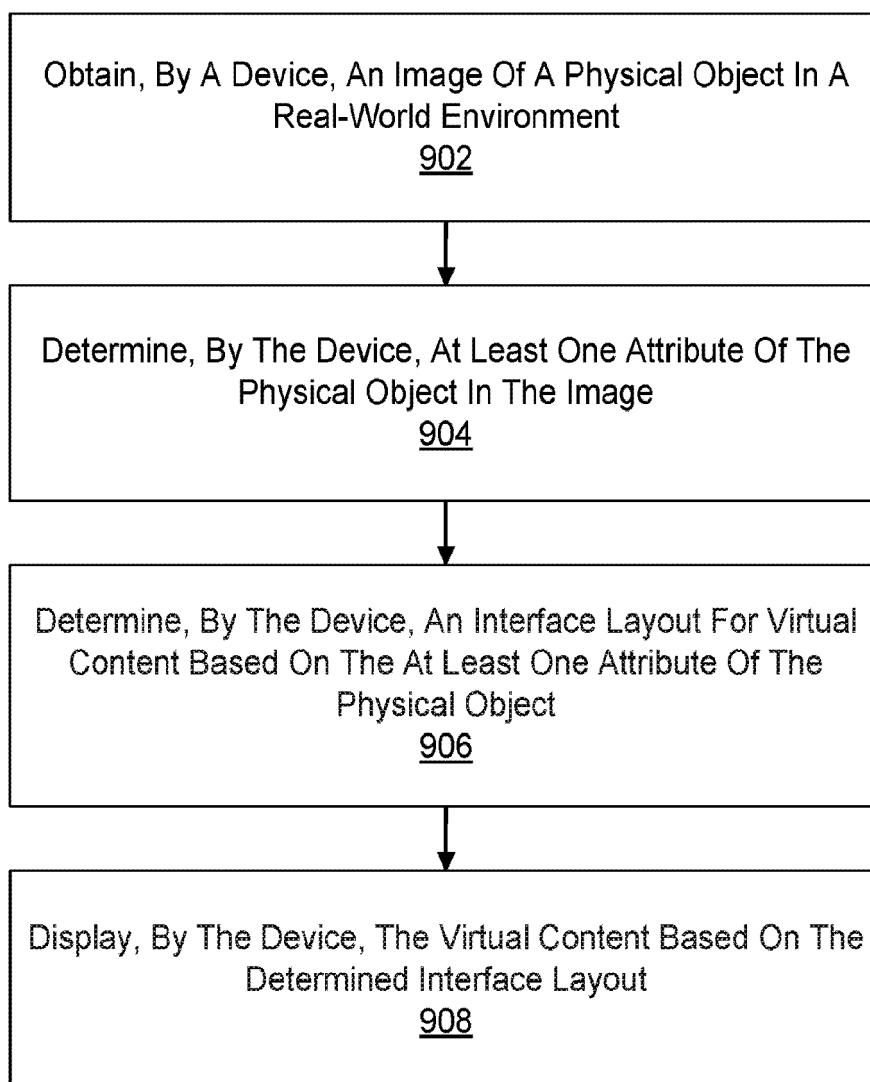 Obtain, By A Device, An Image Of A Physical Object In A
Real-World Environment
902
Determine, By The Device, At Least One Attribute Of The
Physical Object In The Image
904
Determine, By The Device, An Interface Layout For Virtual
Content Based On The At Least One Attribute Of The
Physical Object
906
Display, By The Device, The Virtual Content Based On The
Determined Interface Layout
908